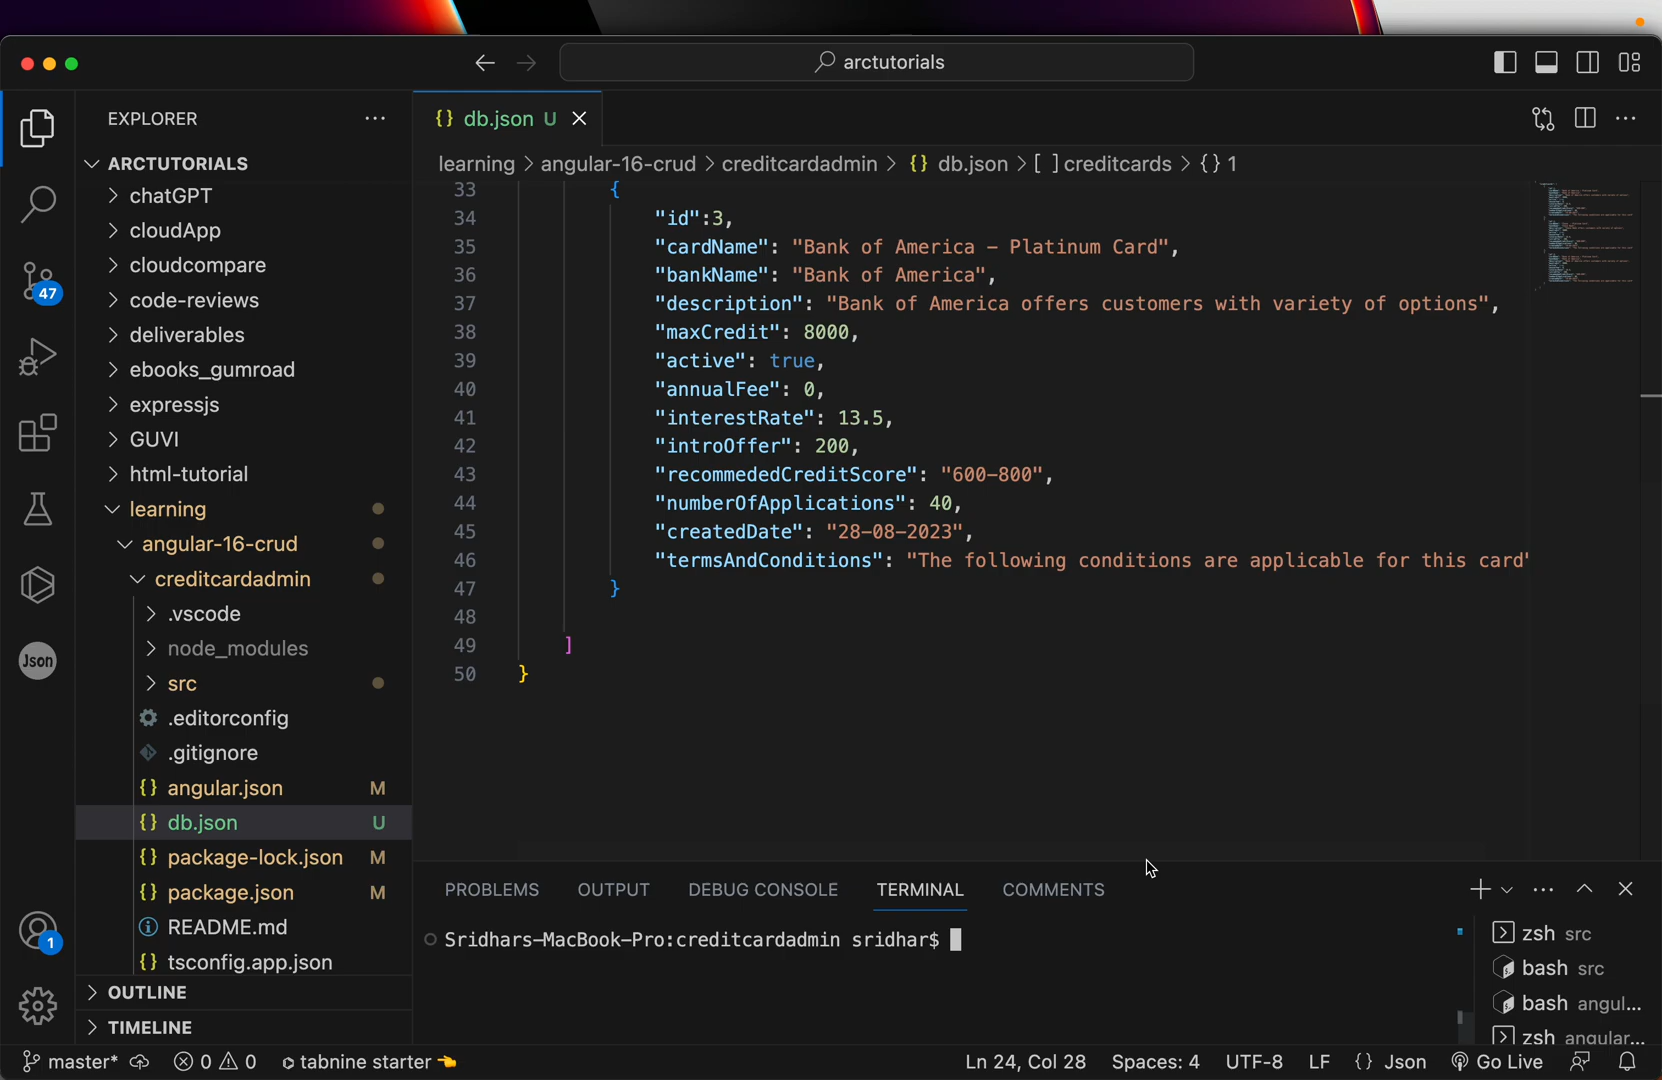 arctutorials
EXPLORER
{} db.json U
ARCTUTORIALS
learning > angular-16-crud > creditcardadmin > {} db.json > [ ] creditcards > {} 1
chatGPT
cloudApp
cloudcompare
code-reviews
deliverables
ebooks_gumroad
expressjs
GUVI
html-tutorial
learning
angular-16-crud
creditcardadmin
.vscode
node_modules
src
.editorconfig
.gitignore
{} angular.json M
{} db.json U
{} package-lock.json M
{} package.json M
README.md
{} tsconfig.app.json
OUTLINE
TIMELINE
47
Json
1
33 {
34 "id":3,
35 "cardName": "Bank of America – Platinum Card",
36 "bankName": "Bank of America",
37 "description": "Bank of America offers customers with variety of options",
38 "maxCredit": 8000,
39 "active": true,
40 "annualFee": 0,
41 "interestRate": 13.5,
42 "introOffer": 200,
43 "recommededCreditScore": "600–800",
44 "numberOfApplications": 40,
45 "createdDate": "28–08–2023",
46 "termsAndConditions": "The following conditions are applicable for this card"
47 }
48
49 ]
50 }
PROBLEMS OUTPUT DEBUG CONSOLE TERMINAL COMMENTS
Sridhars–MacBook–Pro:creditcardadmin sridhar$
zsh src
bash src
bash angul...
zsh angular...
master* 0 0 tabnine starter Ln 24, Col 28 Spaces: 4 UTF-8 LF {} Json Go Live